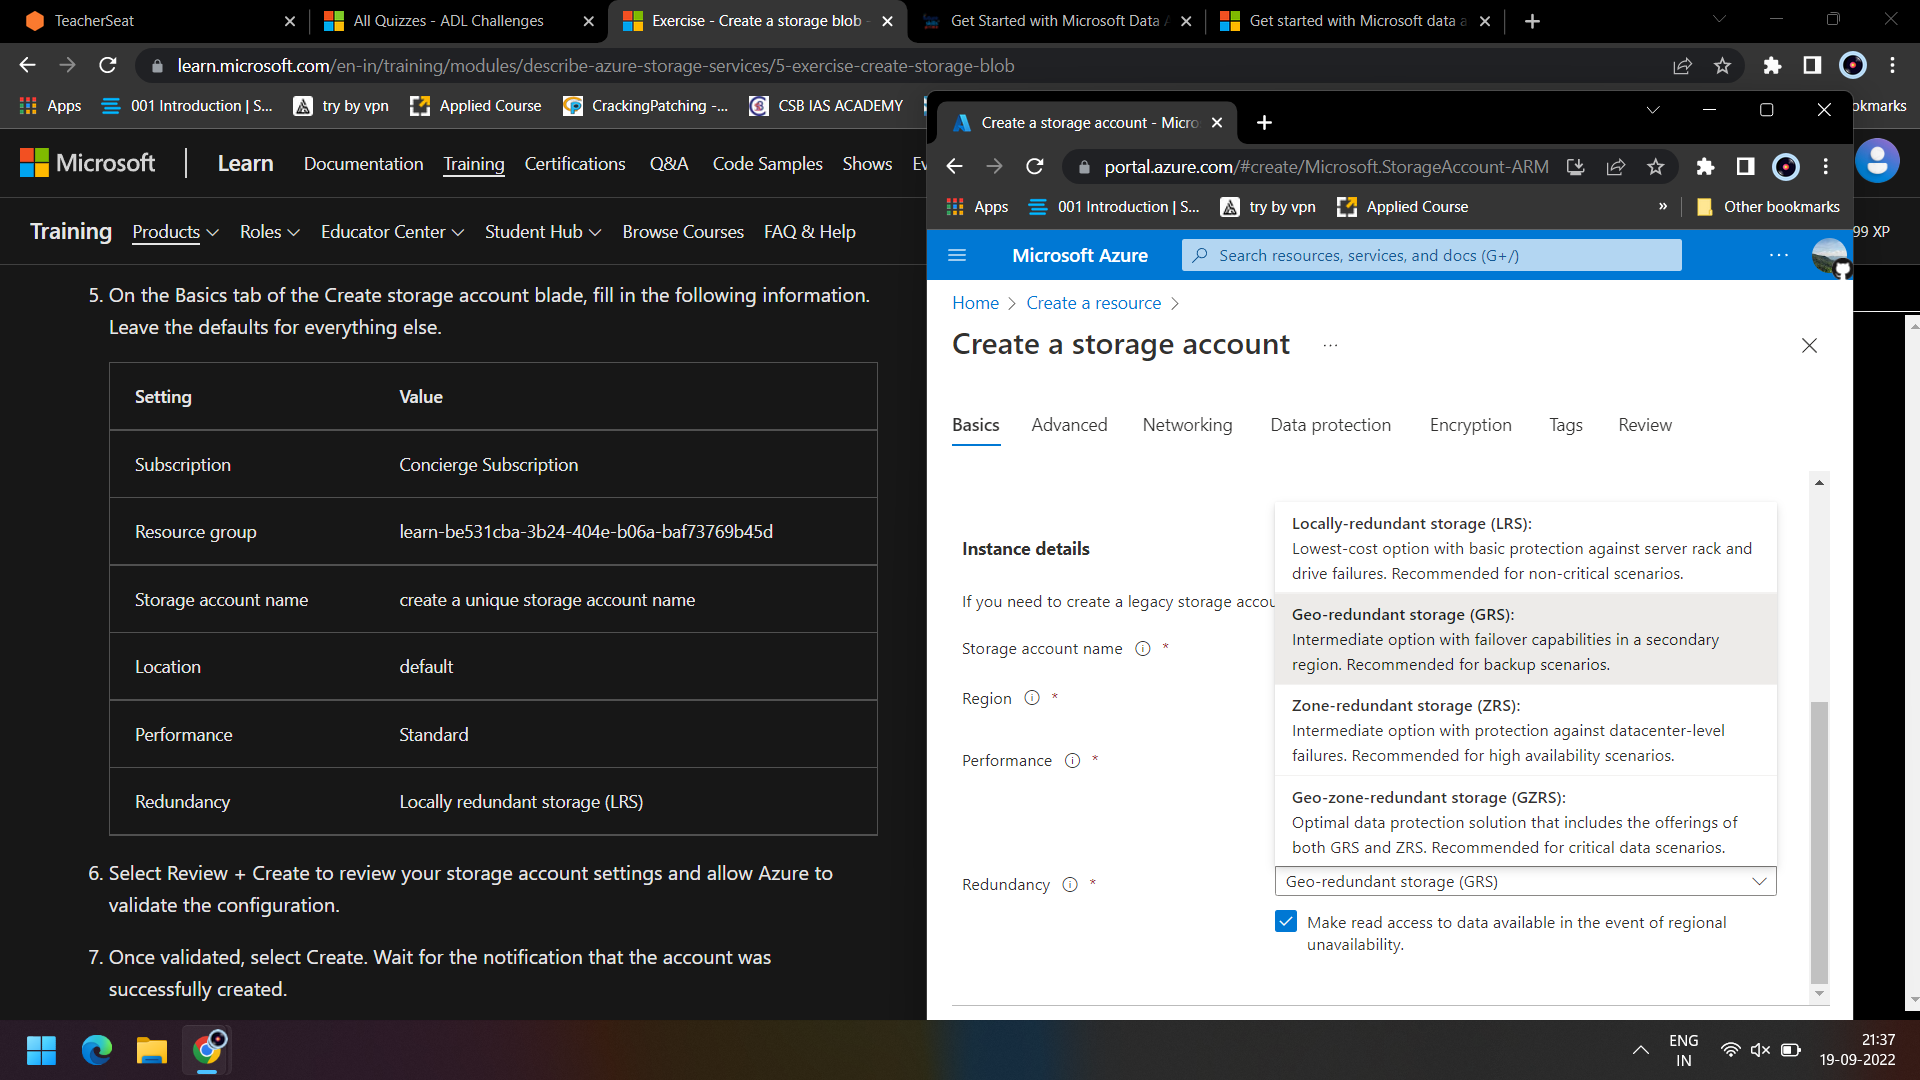 TeacherSeat
All Quizzes - ADL Challenges
Exercise - Create a storage blob -
Get Started with Microsoft Data A
Get started with Microsoft data a
learn.microsoft.com/en-in/training/modules/describe-azure-storage-services/5-exercise-create-storage-blob
Apps
001 Introduction | S...
try by vpn
Applied Course
CrackingPatching -...
CSB IAS ACADEMY
okmarks
Microsoft
Learn
Documentation
Training
Certifications
Q&A
Code Samples
Shows
Ev
Training
Products
Roles
Educator Center
Student Hub
Browse Courses
FAQ & Help
99 XP
5. On the Basics tab of the Create storage account blade, fill in the following information.
Leave the defaults for everything else.
Setting Value
Subscription Concierge Subscription
Resource group learn-be531cba-3b24-404e-b06a-baf73769b45d
Storage account name create a unique storage account name
Location default
Performance Standard
Redundancy Locally redundant storage (LRS)
6. Select Review + Create to review your storage account settings and allow Azure to
validate the configuration.
7. Once validated, select Create. Wait for the notification that the account was
successfully created.
Create a storage account - Micro
portal.azure.com/#create/Microsoft.StorageAccount-ARM
Apps
001 Introduction | S...
try by vpn
Applied Course
»
Other bookmarks
Microsoft Azure
Search resources, services, and docs (G+/)
...
Home > Create a resource >
Create a storage account ...
Basics
Advanced
Networking
Data protection
Encryption
Tags
Review
Instance details
If you need to create a legacy storage accou
Storage account name *
Region *
Performance *
Redundancy *
Locally-redundant storage (LRS):
Lowest-cost option with basic protection against server rack and
drive failures. Recommended for non-critical scenarios.
Geo-redundant storage (GRS):
Intermediate option with failover capabilities in a secondary
region. Recommended for backup scenarios.
Zone-redundant storage (ZRS):
Intermediate option with protection against datacenter-level
failures. Recommended for high availability scenarios.
Geo-zone-redundant storage (GZRS):
Optimal data protection solution that includes the offerings of
both GRS and ZRS. Recommended for critical data scenarios.
Geo-redundant storage (GRS)
Make read access to data available in the event of regional
unavailability.
ENG
IN
21:37
19-09-2022